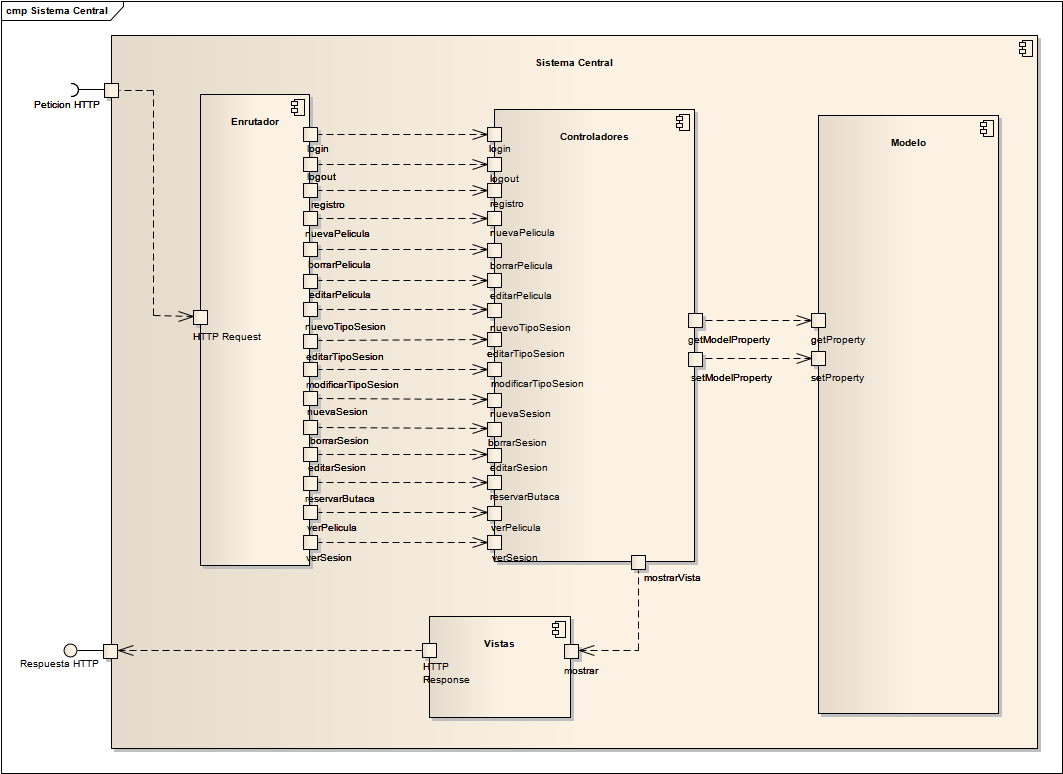 cmp Sistema Central
Sistema Central
Peticion HTTP
Enrutador
login
logout
registro
nuevaPelicula
borrarPelicula
editarPelicula
nuevoTipoSesion
editarTipoSesion
modificarTipoSesion
nuevaSesion
borrarSesion
editarSesion
reservarButaca
verPelicula
verSesion
HTTP Request
Controladores
login
logout
registro
nuevaPelicula
borrarPelicula
editarPelicula
nuevoTipoSesion
editarTipoSesion
modificarTipoSesion
nuevaSesion
borrarSesion
editarSesion
reservarButaca
verPelicula
verSesion
getModelProperty
setModelProperty
mostrarVista
Modelo
getProperty
setProperty
Vistas
mostrar
HTTP
Response
Respuesta HTTP